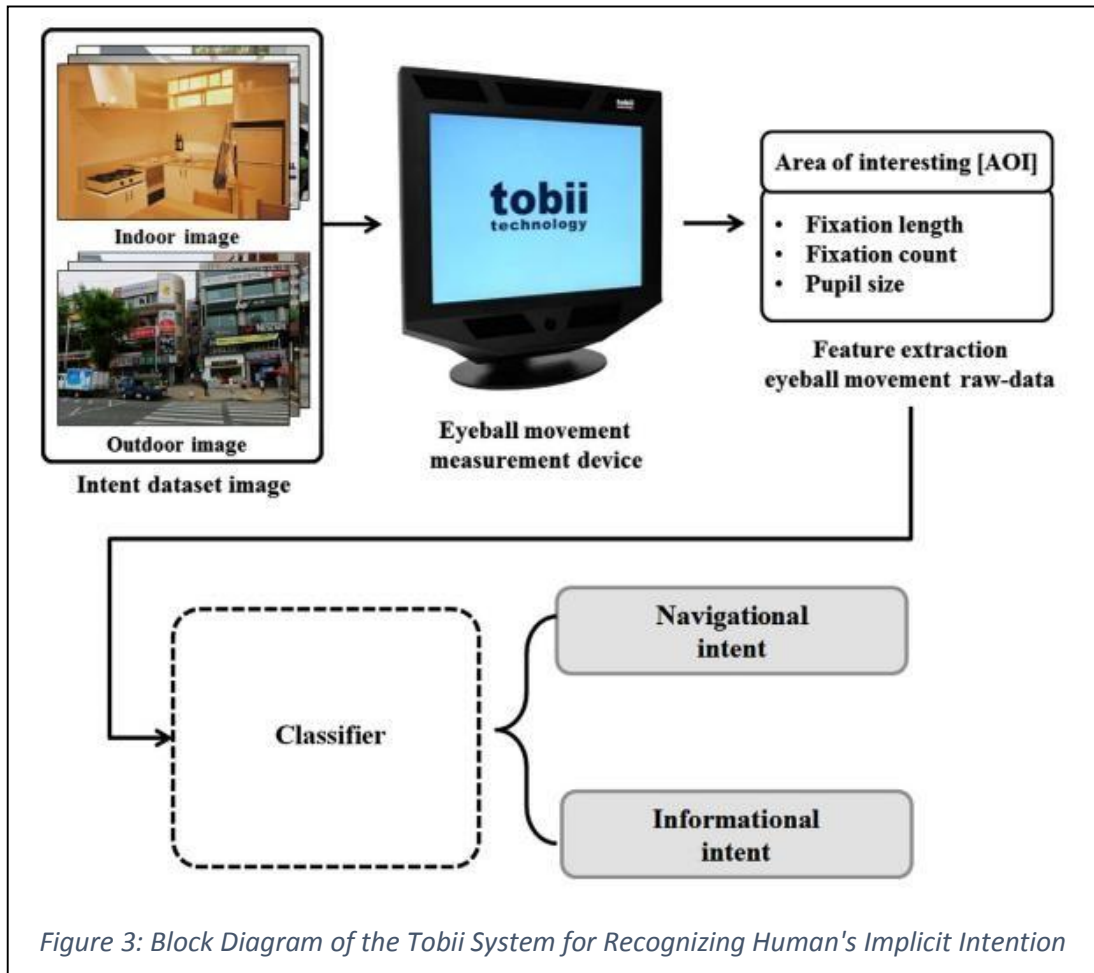 Indoor image
Outdoor image
Intent dataset image
tobii
tobii
technology
Eyeball movement
measurement device
Area of interesting [AOI]
• Fixation length
• Fixation count
• Pupil size
Feature extraction
eyeball movement raw-data
Classifier
Navigational
intent
Informational
intent
Figure 3: Block Diagram of the Tobii System for Recognizing Human's Implicit Intention